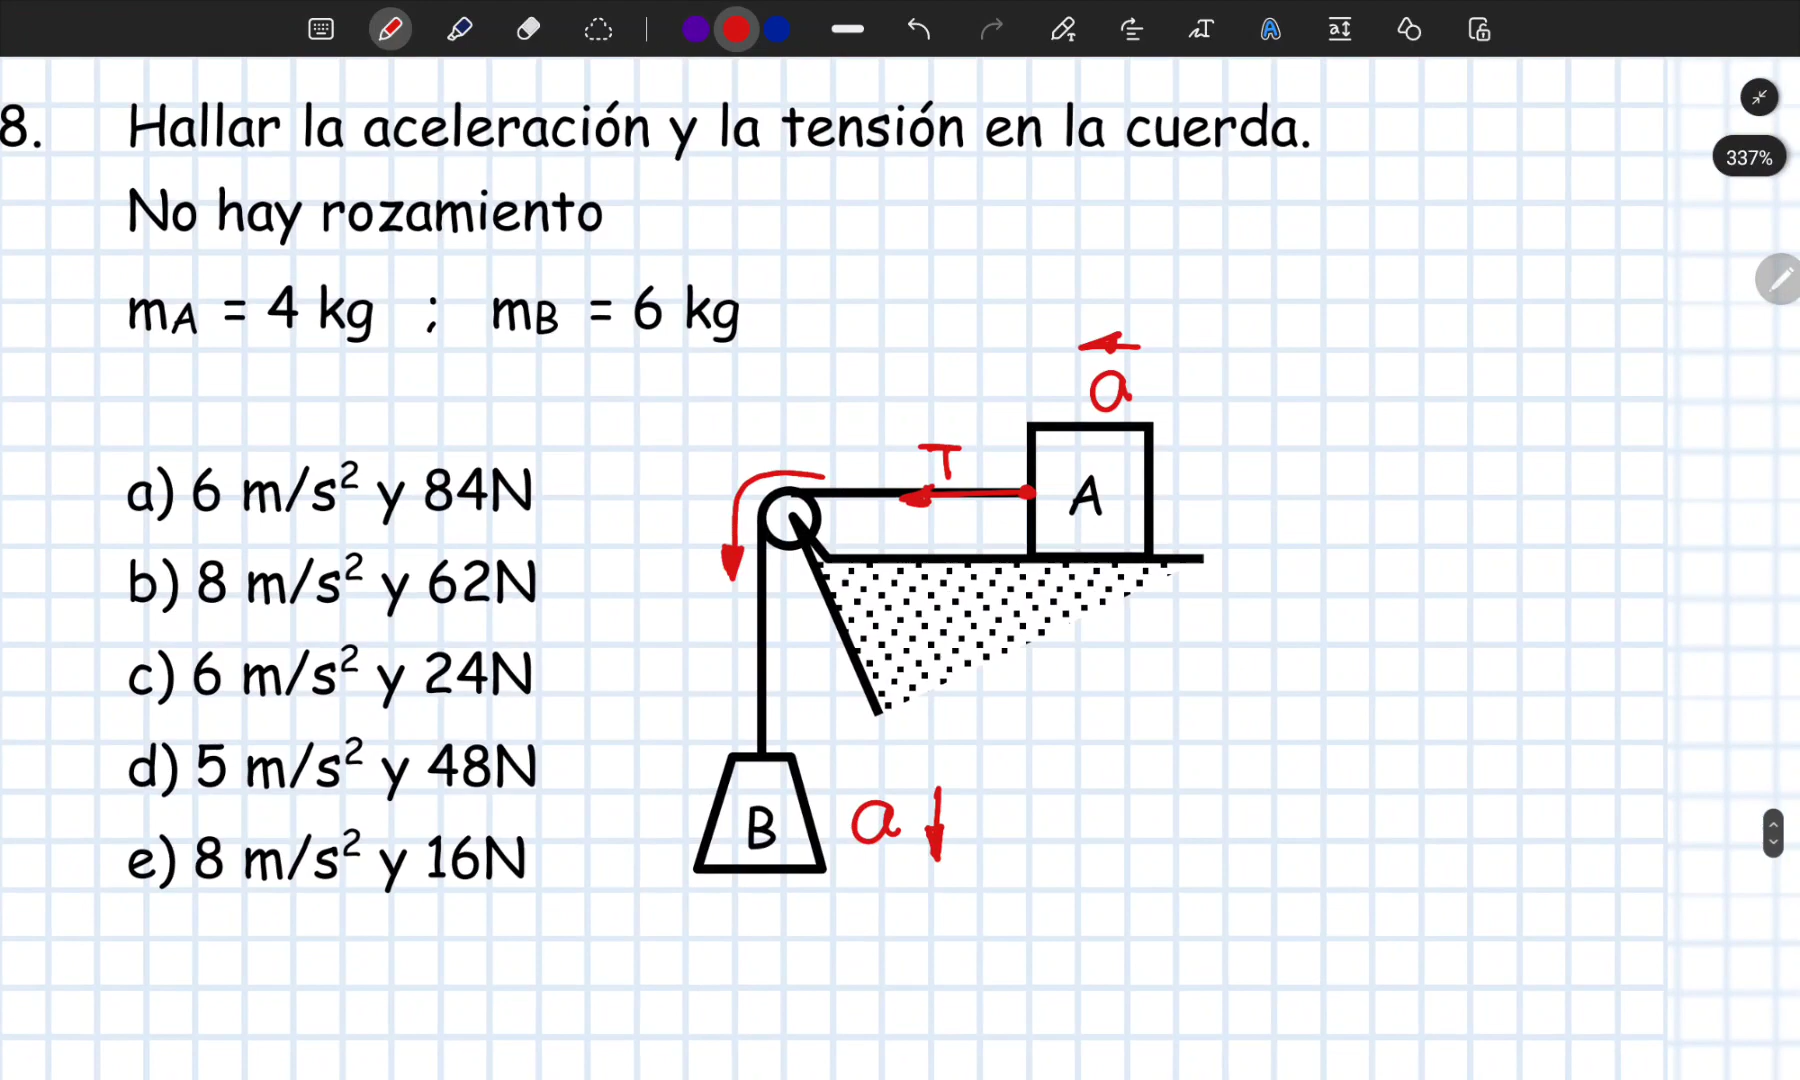 337%
8. Hallar la aceleración y la tensión en la cuerda.
No hay rozamiento
mA = 4 kg ; mB = 6 kg
a
T
A
a) 6 m/s² y 84N
b) 8 m/s² y 62N
c) 6 m/s² y 24N
d) 5 m/s² y 48N
e) 8 m/s² y 16N
B
a